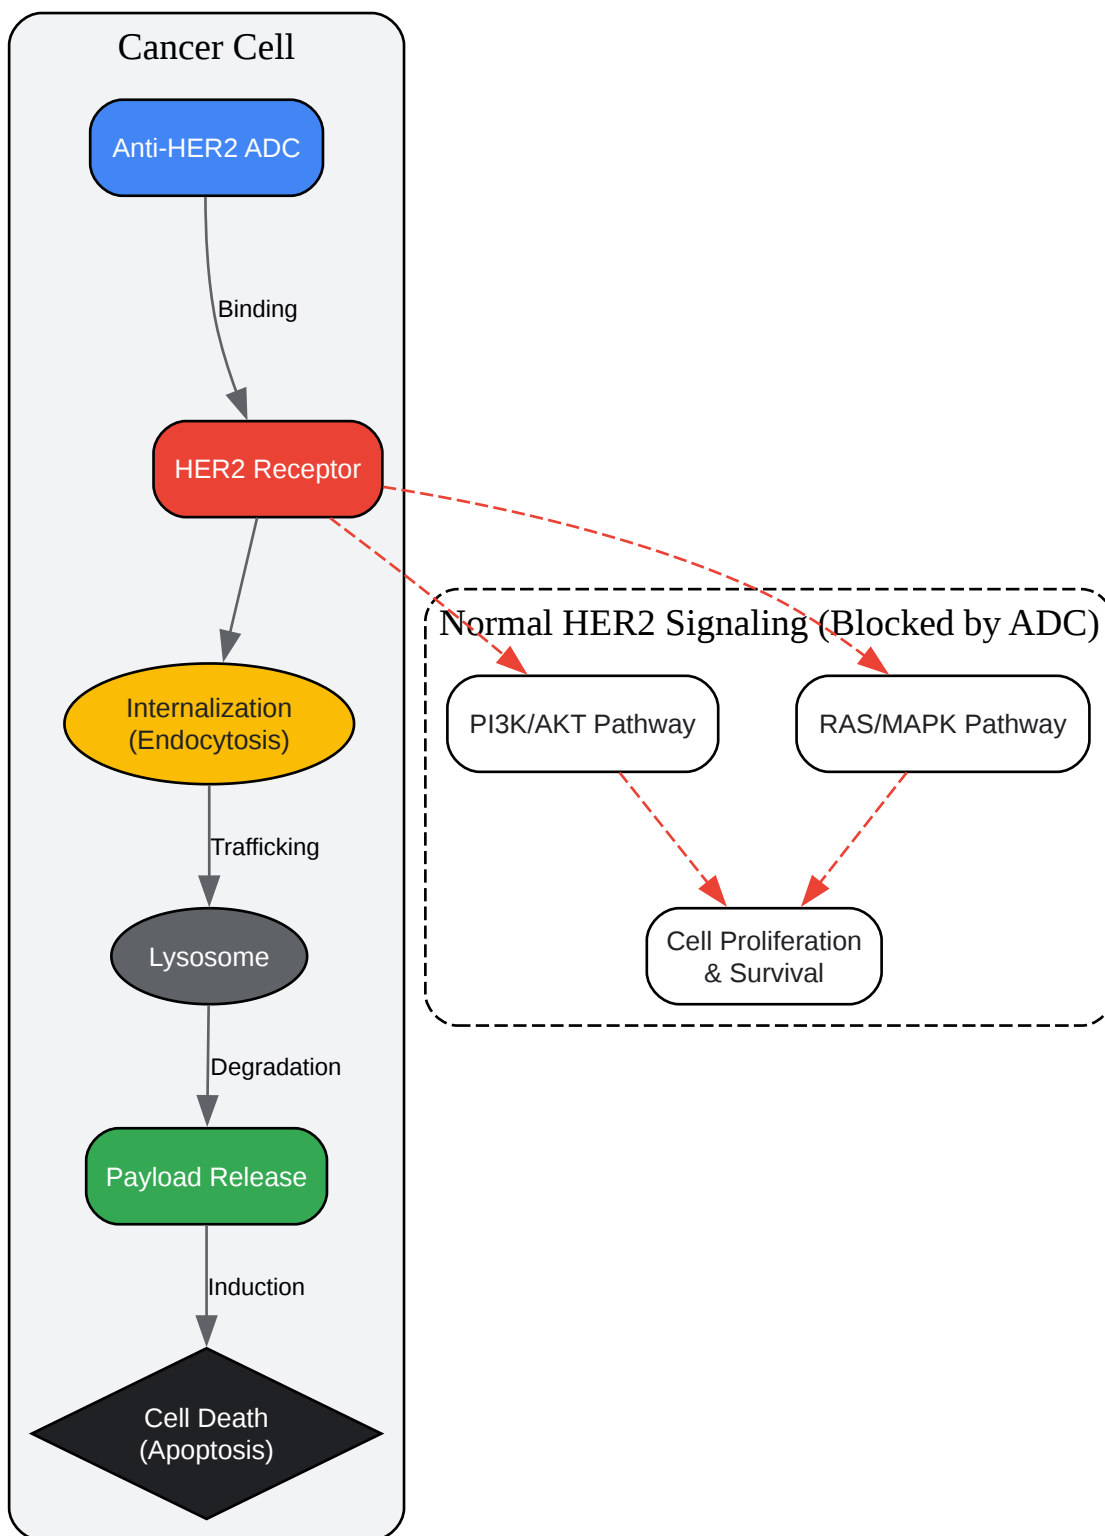 Cancer Cell
Anti-HER2 ADC
Binding
HER2 Receptor
Normal HER2 Signaling (Blocked by ADC)
Internalization
(Endocytosis)
PI3K/AKT Pathway
RAS/MAPK Pathway
Trafficking
Lysosome
Cell Proliferation
& Survival
Degradation
Payload Release
Induction
Cell Death
(Apoptosis)